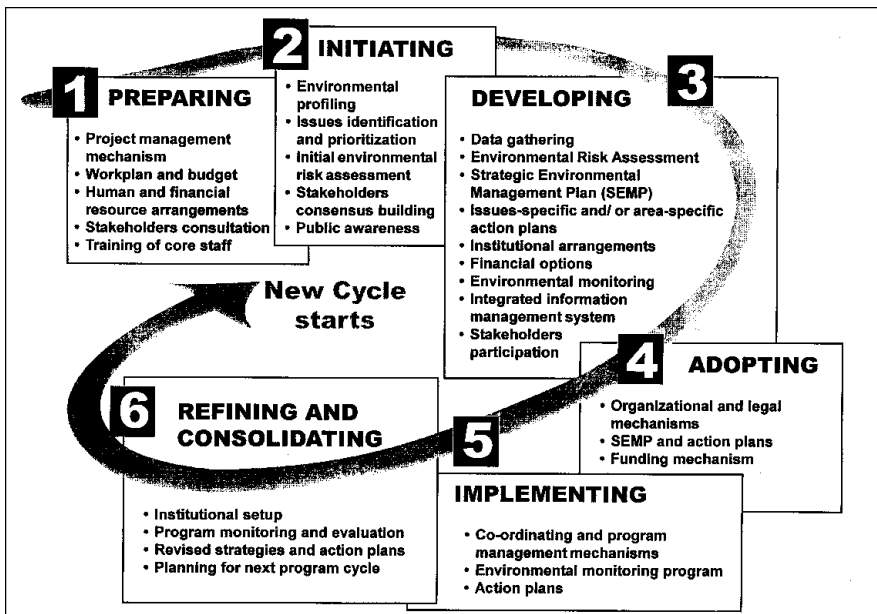 1
PREPARING
• Project management
mechanism
• Workplan and budget
• Human and financial
resource arrangements
• Stakeholders consultation
• Training of core staff
2
INITIATING
• Environmental
profiling
• Issues identification
and prioritization
• Initial environmental
risk assessment
• Stakeholders
consensus building
• Public awareness
3
DEVELOPING
• Data gathering
• Environmental Risk Assessment
• Strategic Environmental
Management Plan (SEMP)
• Issues-specific and/ or area-specific
action plans
• Institutional arrangements
• Financial options
• Environmental monitoring
• Integrated information
management system
• Stakeholders
participation
4
ADOPTING
• Organizational and legal
mechanisms
• SEMP and action plans
• Funding mechanism
5
IMPLEMENTING
• Co-ordinating and program
management mechanisms
• Environmental monitoring program
• Action plans
6
REFINING AND
CONSOLIDATING
• Institutional setup
• Program monitoring and evaluation
• Revised strategies and action plans
• Planning for next program cycle
New Cycle
starts